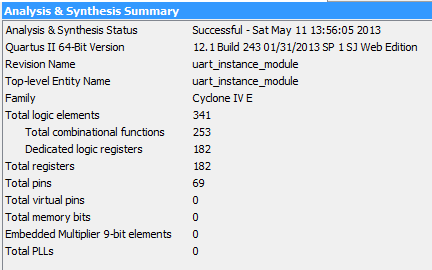 Analysis & Synthesis Summary
Analysis & Synthesis Status Successful - Sat May 11 13:56:05 2013
Quartus II 64-Bit Version 12.1 Build 243 01/31/2013 SP 1 SJ Web Edition
Revision Name uart_instance_module
Top-level Entity Name uart_instance_module
Family Cyclone IV E
Total logic elements 341
Total combinational functions 253
Dedicated logic registers 182
Total registers 182
Total pins 69
Total virtual pins 0
Total memory bits 0
Embedded Multiplier 9-bit elements 0
Total PLLs 0